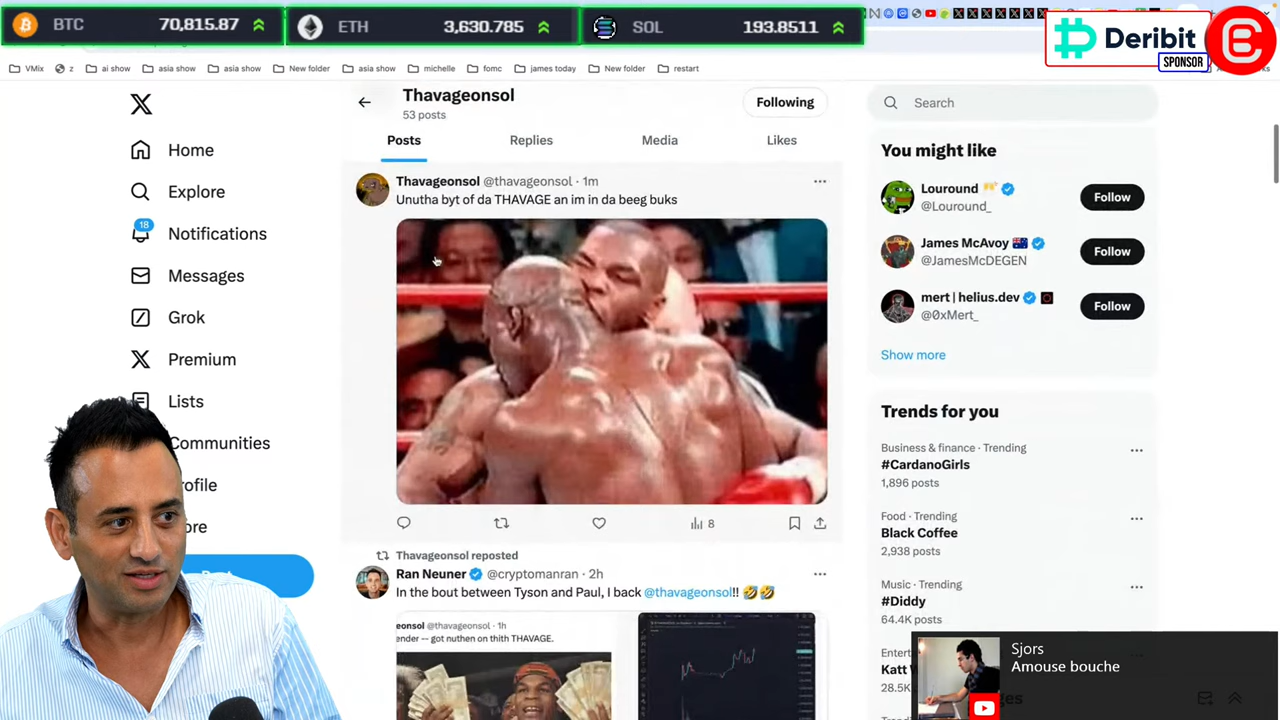 BTC 70,815.87
ETH 3,630.785
SOL 193.8511
Deribit
SPONSOR
VMix
z
ai show
asia show
asia show
New folder
asia show
michelle
fomc
james today
New folder
restart
Thavageonsol
53 posts
Following
Search
Posts
Replies
Media
Likes
Home
Explore
18
Notifications
Messages
Grok
Premium
Lists
Communities
rofile
ore
Thavageonsol @thavageonsol · 1m
Unutha byt of da THAVAGE an im in da beeg buks
8
Thavageonsol reposted
Ran Neuner @cryptomanran · 2h
In the bout between Tyson and Paul, I back @thavageonsol!! 🤣🤣
eonsol @thavageonsol · 1h
ender -- got nuthen on thith THAVAGE.
You might like
Louround
@Louround_
Follow
James McAvoy 🇦🇺
@JamesMcDEGEN
Follow
mert | helius.dev
@0xMert_
Follow
Show more
Trends for you
Business & finance · Trending
#CardanoGirls
1,896 posts
Food · Trending
Black Coffee
2,938 posts
Music · Trending
#Diddy
64.4K posts
Entert
Katt W
28.5K
Sjors
Amouse bouche